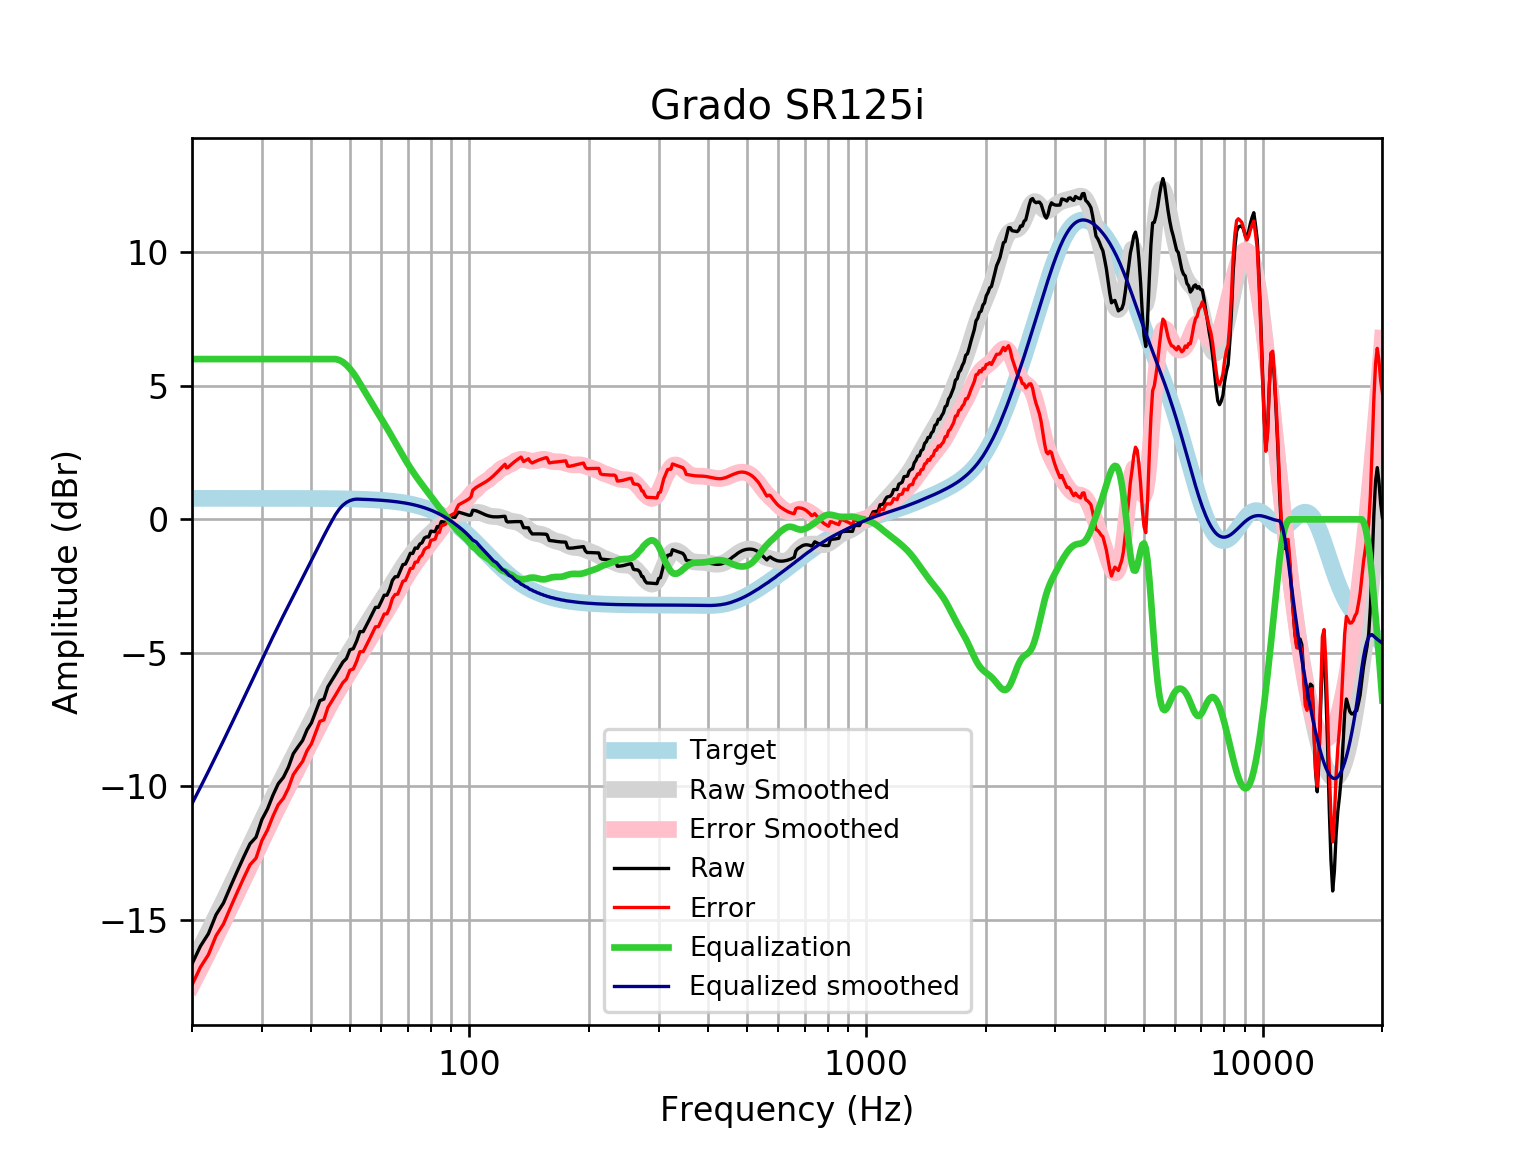 Grado SR125i
10
5
0
−5
−10
−15
Amplitude (dBr)
Target
Raw Smoothed
Error Smoothed
Raw
Error
Equalization
Equalized smoothed
100
1000
10000
Frequency (Hz)